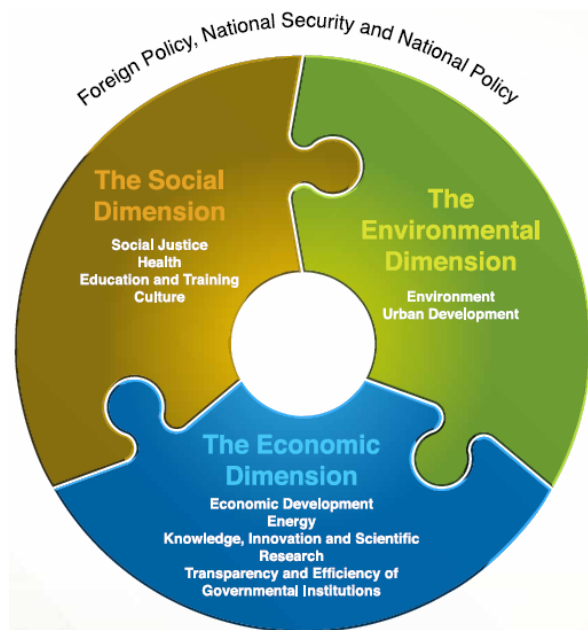 Foreign Policy, National Security and National Policy
The Social
Dimension
Social Justice
Health
Education and Training
Culture
The
Environmental
Dimension
Environment
Urban Development
The Economic
Dimension
Economic Development
Energy
Knowledge, Innovation and Scientific
Research
Transparency and Efficiency of
Governmental Institutions